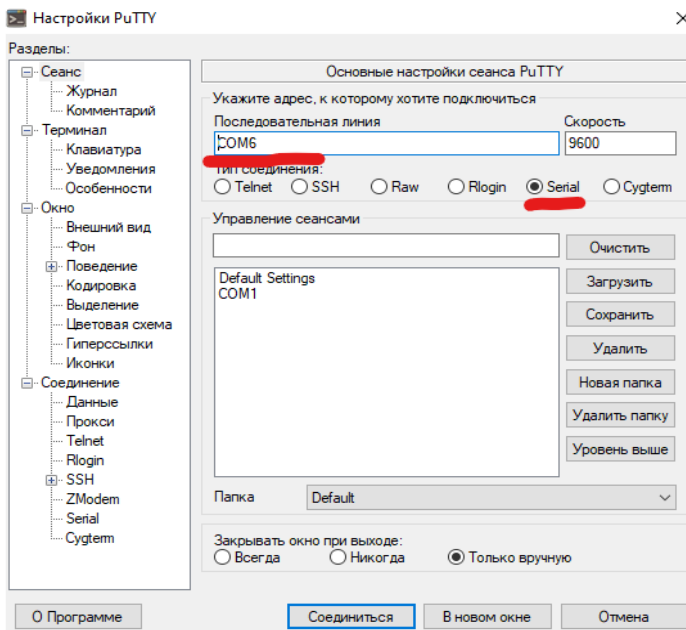 Настройки PuTTY
Разделы:
Сеанс
Журнал
Комментарий
Терминал
Клавиатура
Уведомления
Особенности
Окно
Внешний вид
Фон
Поведение
Кодировка
Выделение
Цветовая схема
Гиперссылки
Иконки
Соединение
Данные
Прокси
Telnet
Rlogin
SSH
ZModem
Serial
Cygterm
Основные настройки сеанса PuTTY
Укажите адрес, к которому хотите подключиться
Последовательная линия Скорость
COM6 9600
Тип соединения:
Telnet SSH Raw Rlogin Serial Cygterm
Управление сеансами
Очистить
Default Settings
COM1
Загрузить
Сохранить
Удалить
Новая папка
Удалить папку
Уровень выше
Папка Default
Закрывать окно при выходе:
Всегда Никогда Только вручную
О Программе Соединиться В новом окне Отмена